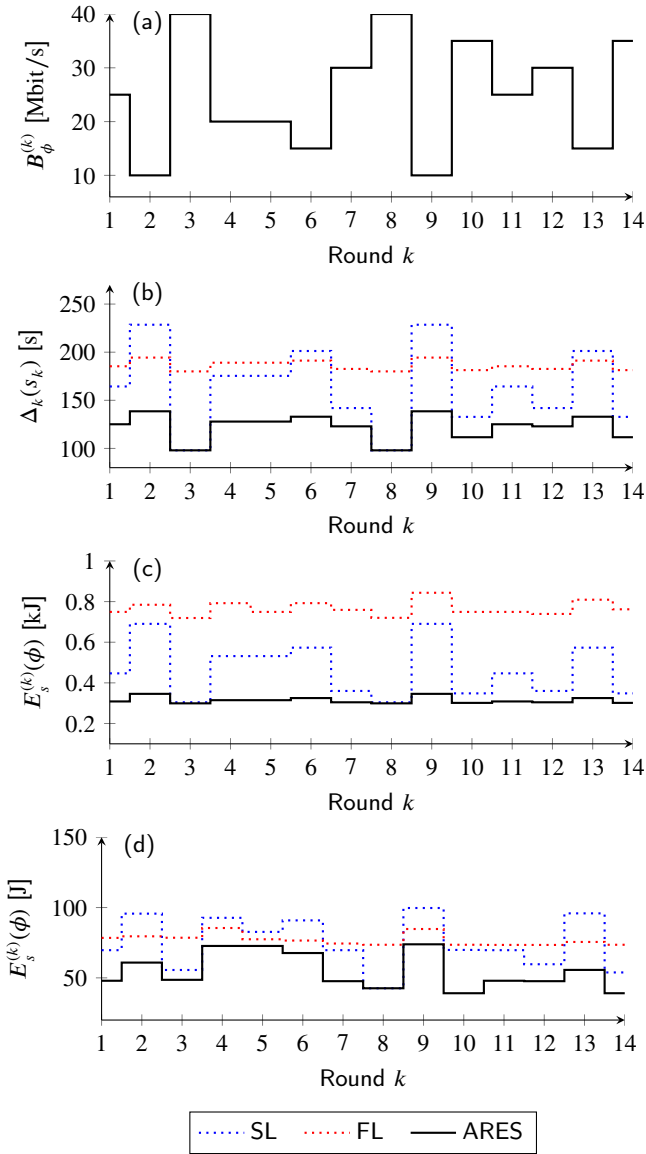 (a)
40
30
20
10
B_ϕ^(k) [Mbit/s]
1 2 3 4 5 6 7 8 9 10 11 12 13 14
Round k
(b)
250
200
150
100
Δ_k(s_k) [s]
1 2 3 4 5 6 7 8 9 10 11 12 13 14
Round k
(c)
1
0.8
0.6
0.4
0.2
E_s^(k)(ϕ) [kJ]
1 2 3 4 5 6 7 8 9 10 11 12 13 14
Round k
(d)
150
100
50
E_s^(k)(ϕ) [J]
1 2 3 4 5 6 7 8 9 10 11 12 13 14
Round k
SL FL ARES